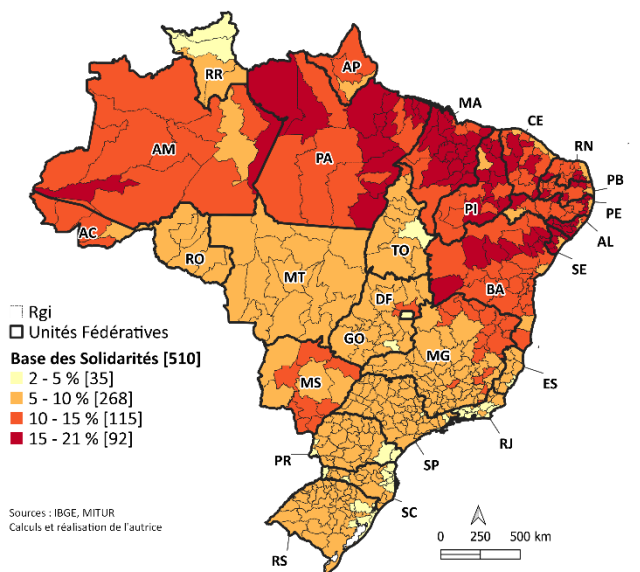 RR
AP
AM
PA
MA
CE
RN
PB
PE
AL
SE
PI
AC
RO
TO
MT
BA
DF
GO
MG
MS
ES
RJ
SP
PR
SC
RS
Rgi
Unités Fédératives
Base des Solidarités [510]
2 - 5 % [35]
5 - 10 % [268]
10 - 15 % [115]
15 - 21 % [92]
Sources : IBGE, MITUR
Calculs et réalisation de l'autrice
0 250 500 km